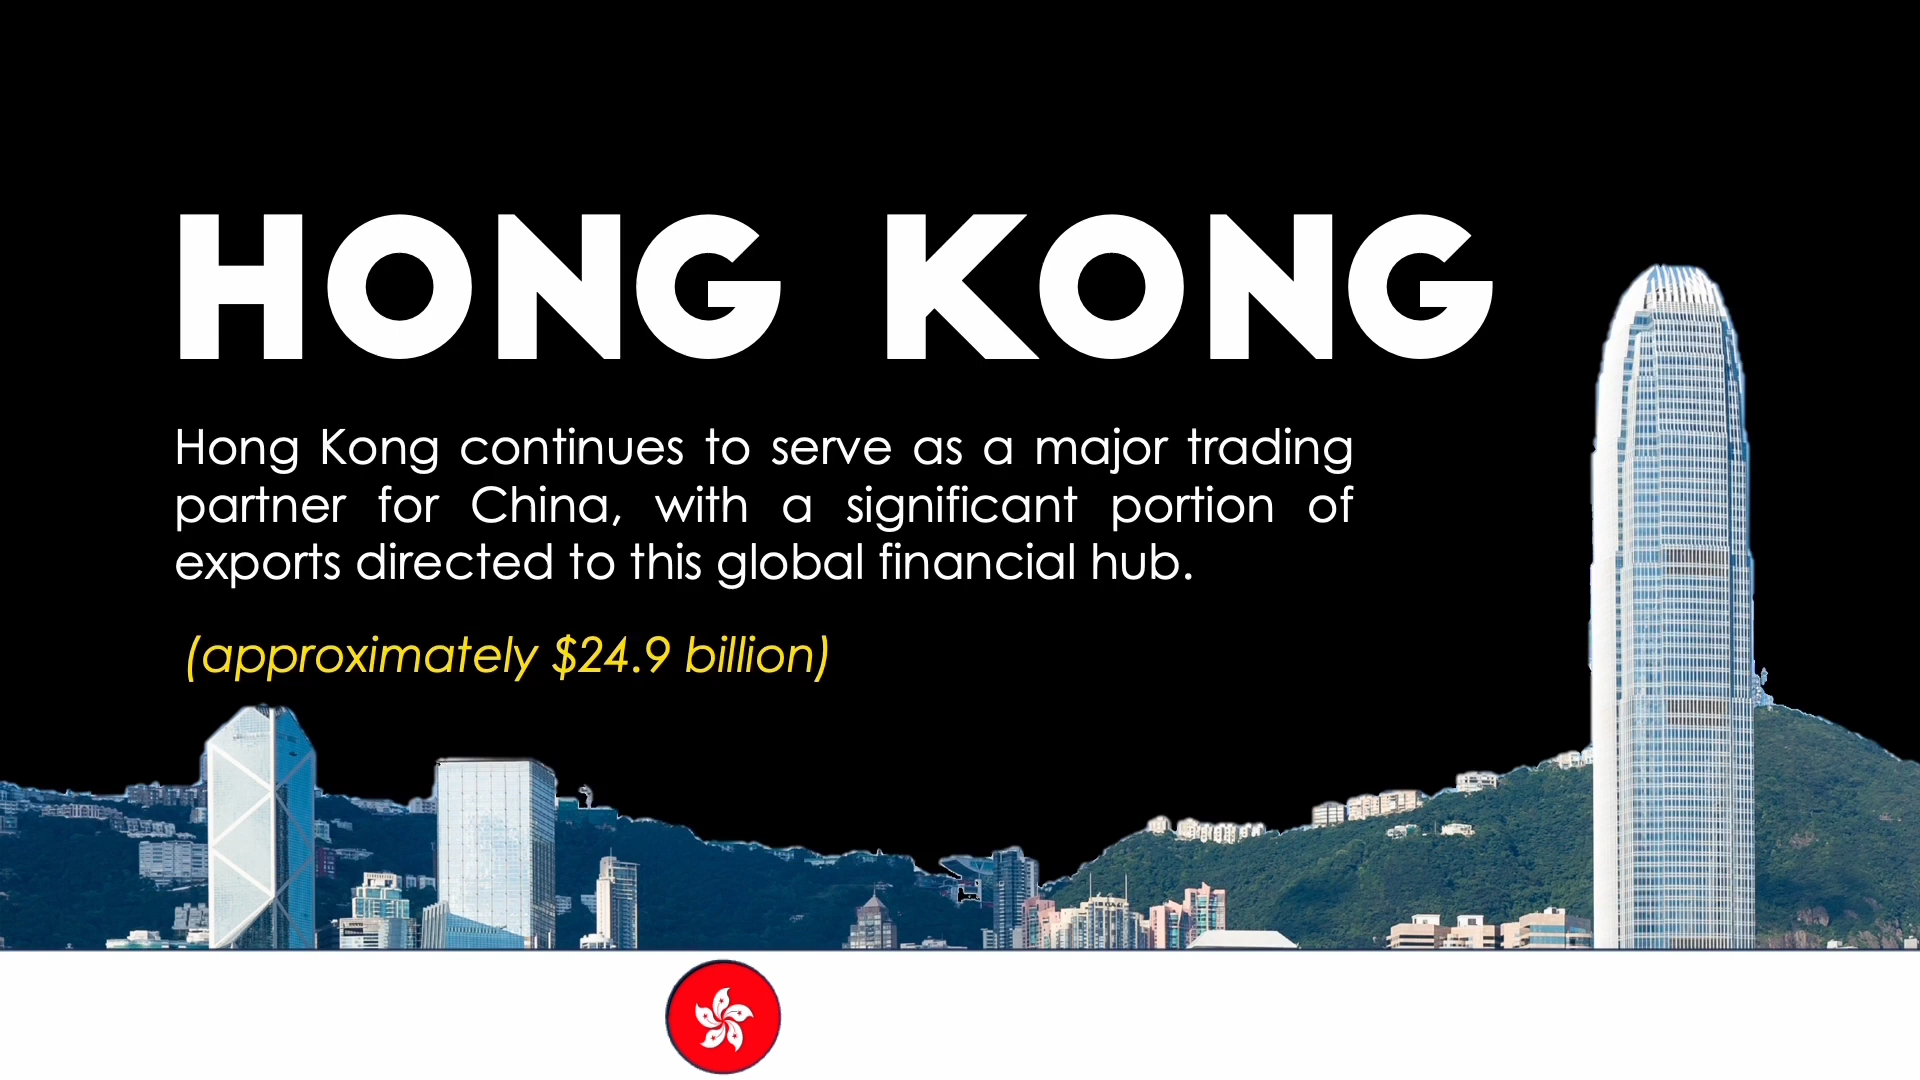 HONG KONG
Hong Kong continues to serve as a major trading
partner for China, with a significant portion of
exports directed to this global financial hub.
(approximately $24.9 billion)